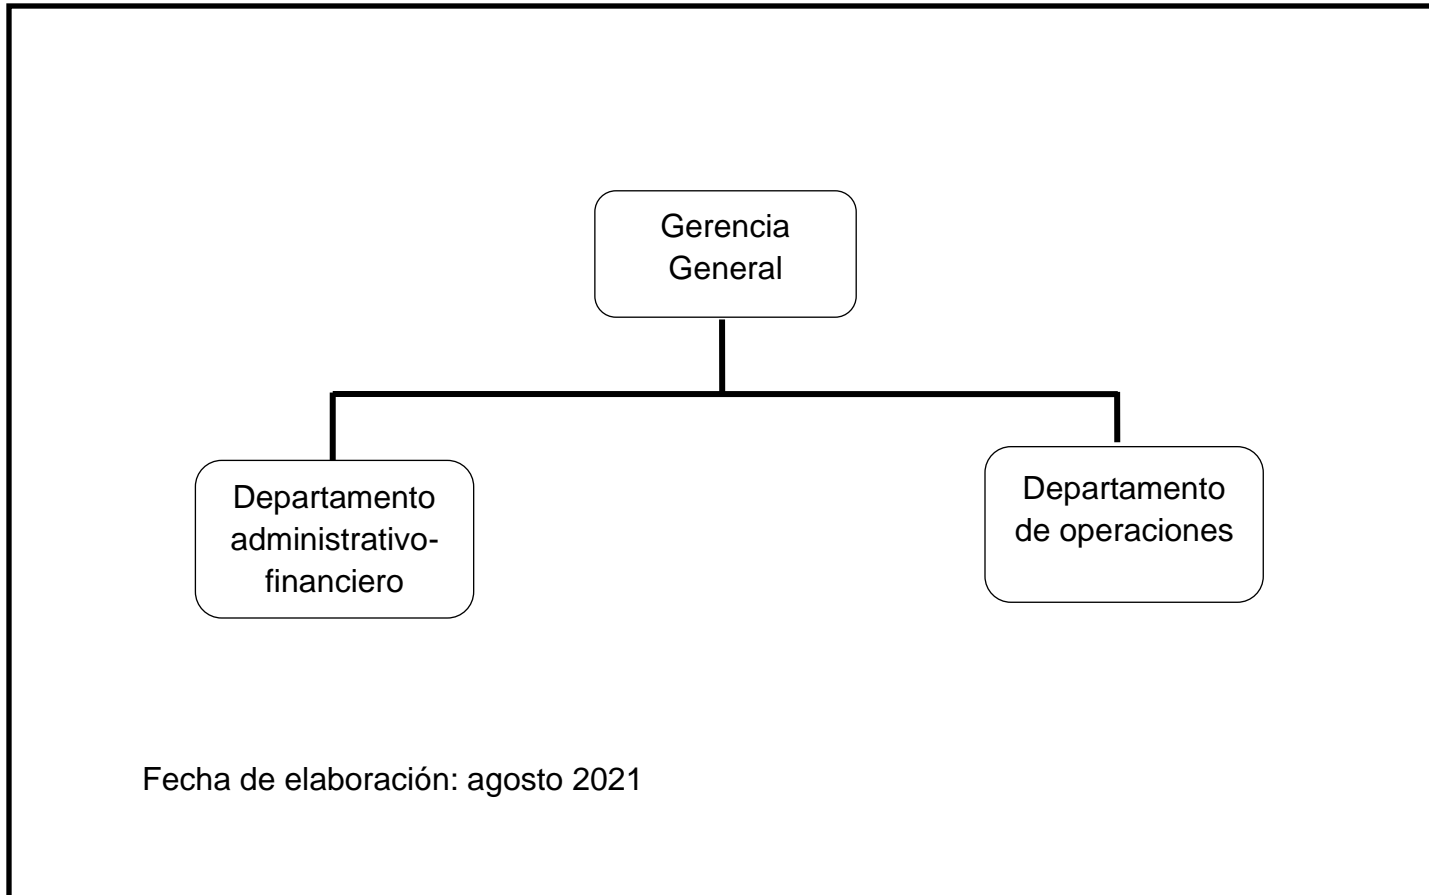 Gerencia
General
Departamento
administrativo-
financiero
Departamento
de operaciones
Fecha de elaboración: agosto 2021